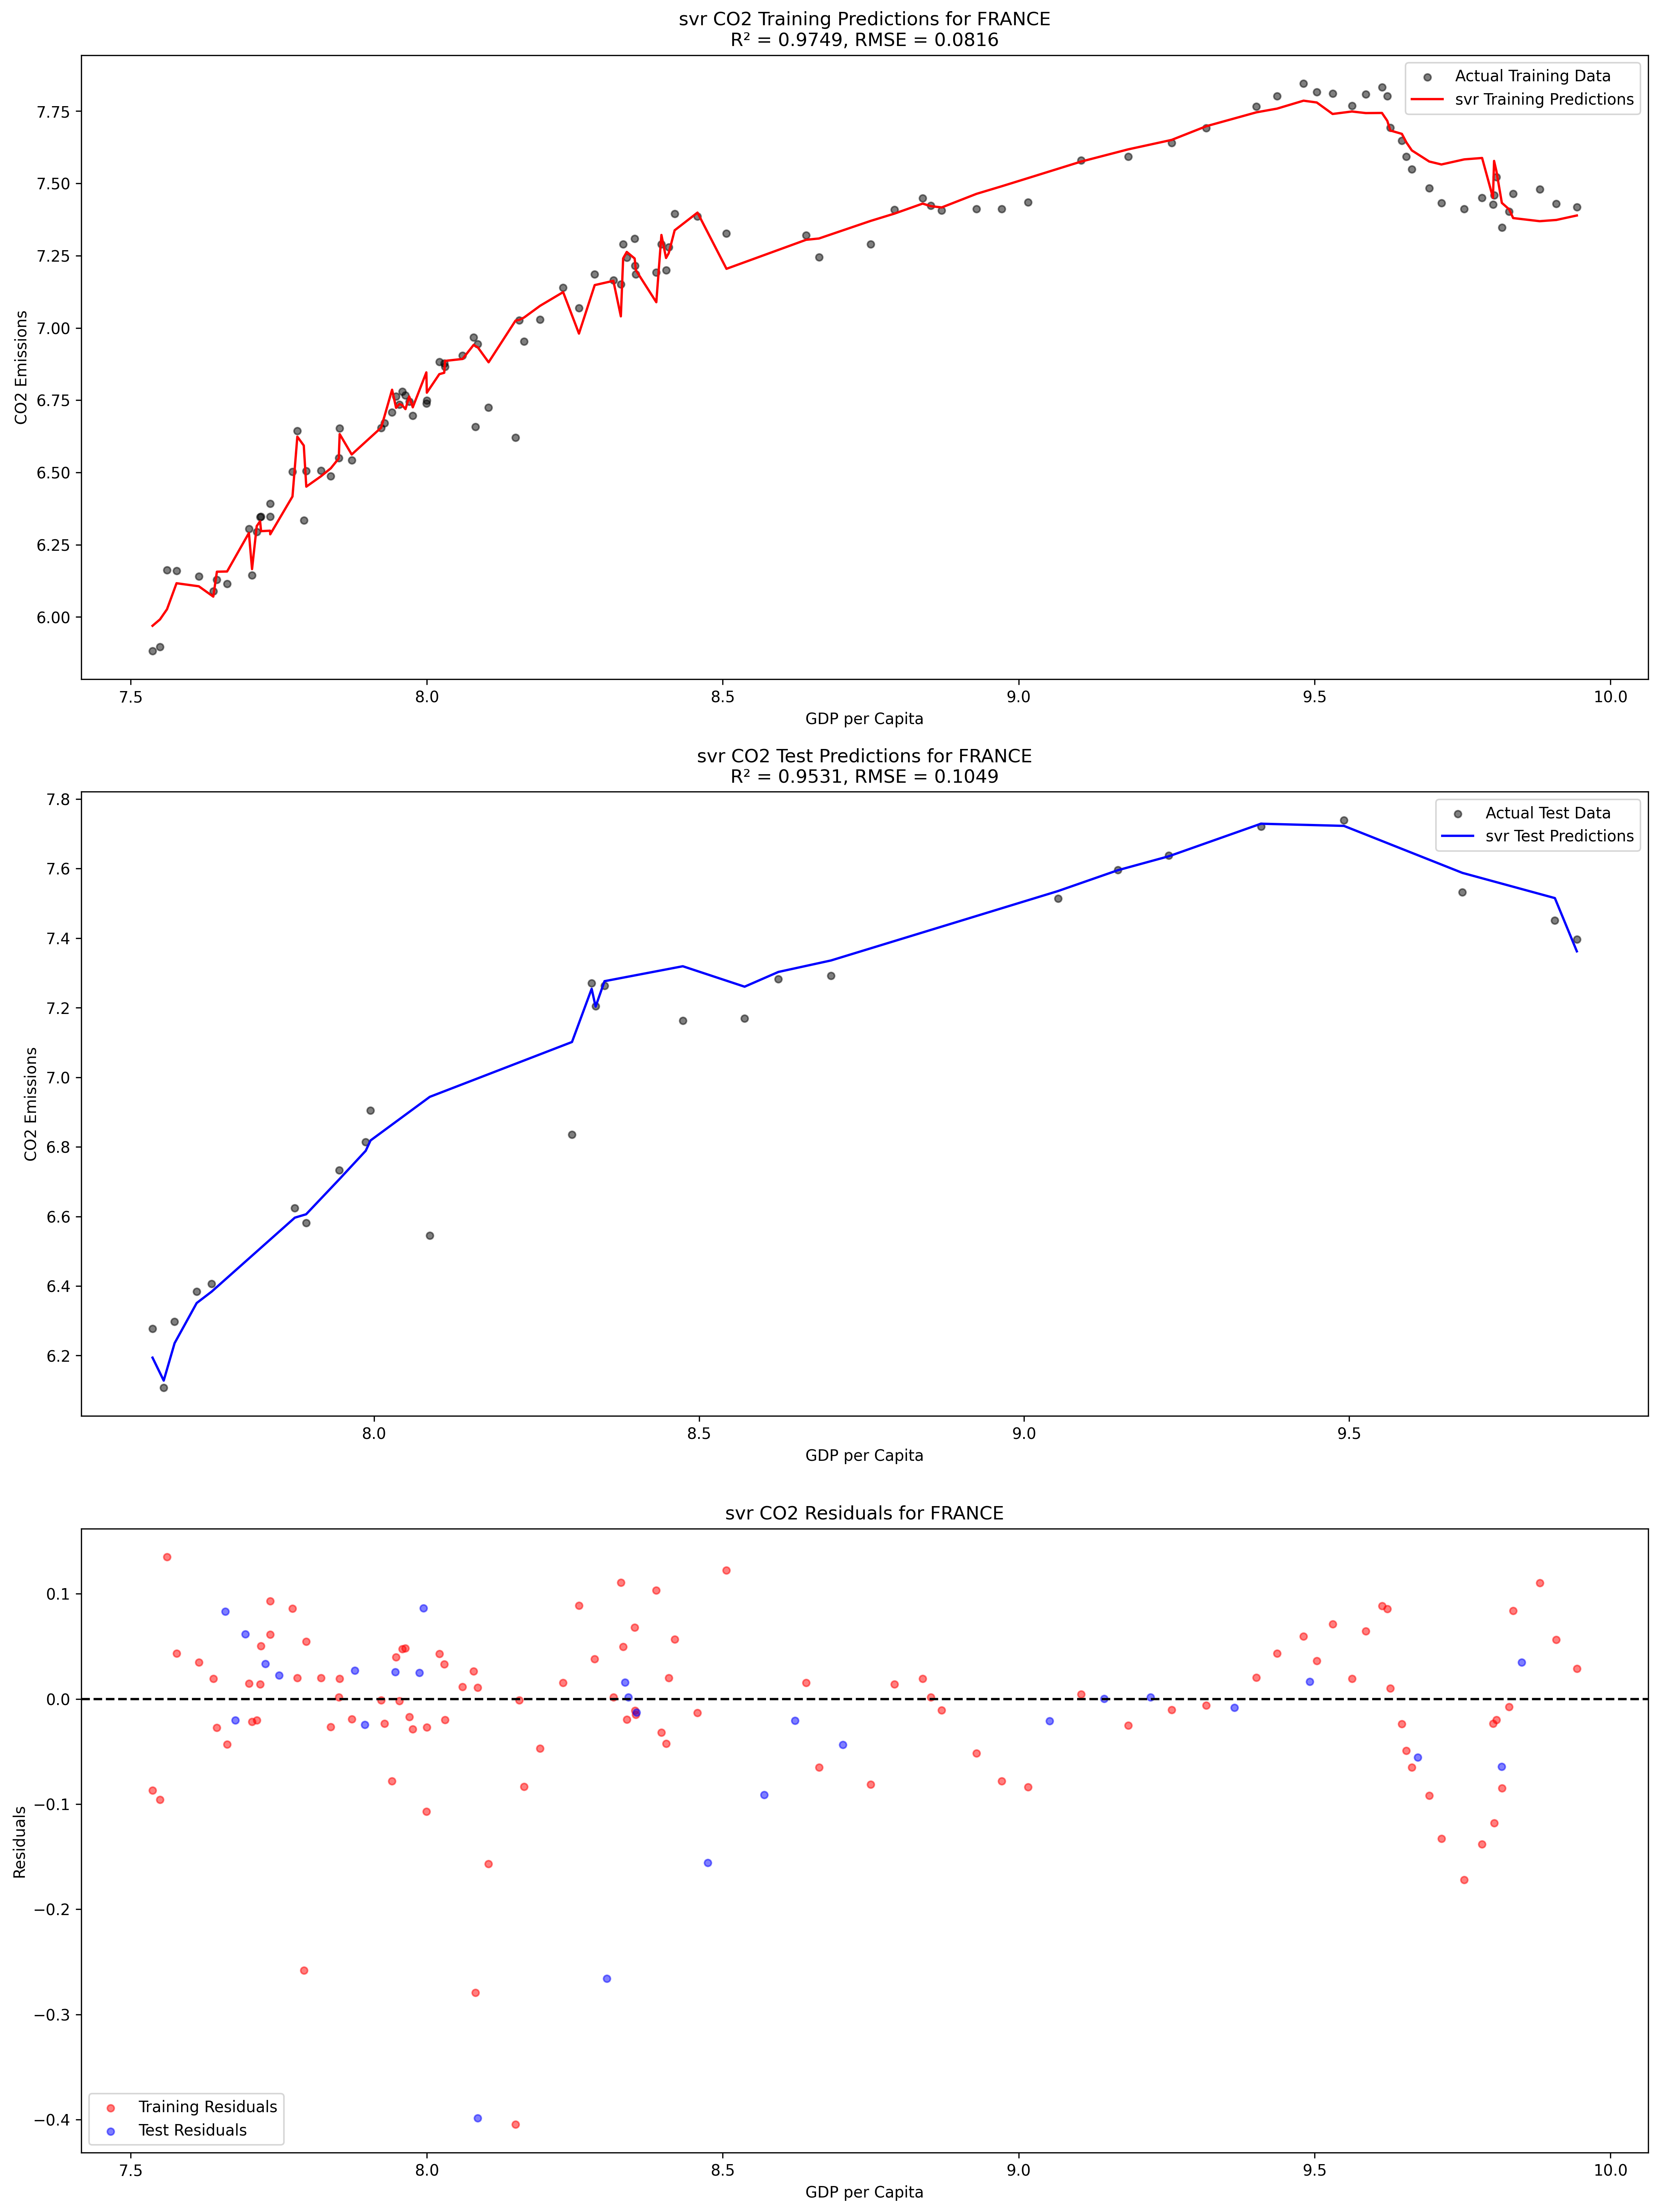 svr CO2 Training Predictions for FRANCE
R² = 0.9749, RMSE = 0.0816
Actual Training Data
svr Training Predictions
CO2 Emissions
7.75
7.50
7.25
7.00
6.75
6.50
6.25
6.00
7.5 8.0 8.5 9.0 9.5 10.0
GDP per Capita
svr CO2 Test Predictions for FRANCE
R² = 0.9531, RMSE = 0.1049
Actual Test Data
svr Test Predictions
CO2 Emissions
7.8
7.6
7.4
7.2
7.0
6.8
6.6
6.4
6.2
8.0 8.5 9.0 9.5
GDP per Capita
svr CO2 Residuals for FRANCE
Residuals
0.1
0.0
−0.1
−0.2
−0.3
−0.4
Training Residuals
Test Residuals
7.5 8.0 8.5 9.0 9.5 10.0
GDP per Capita